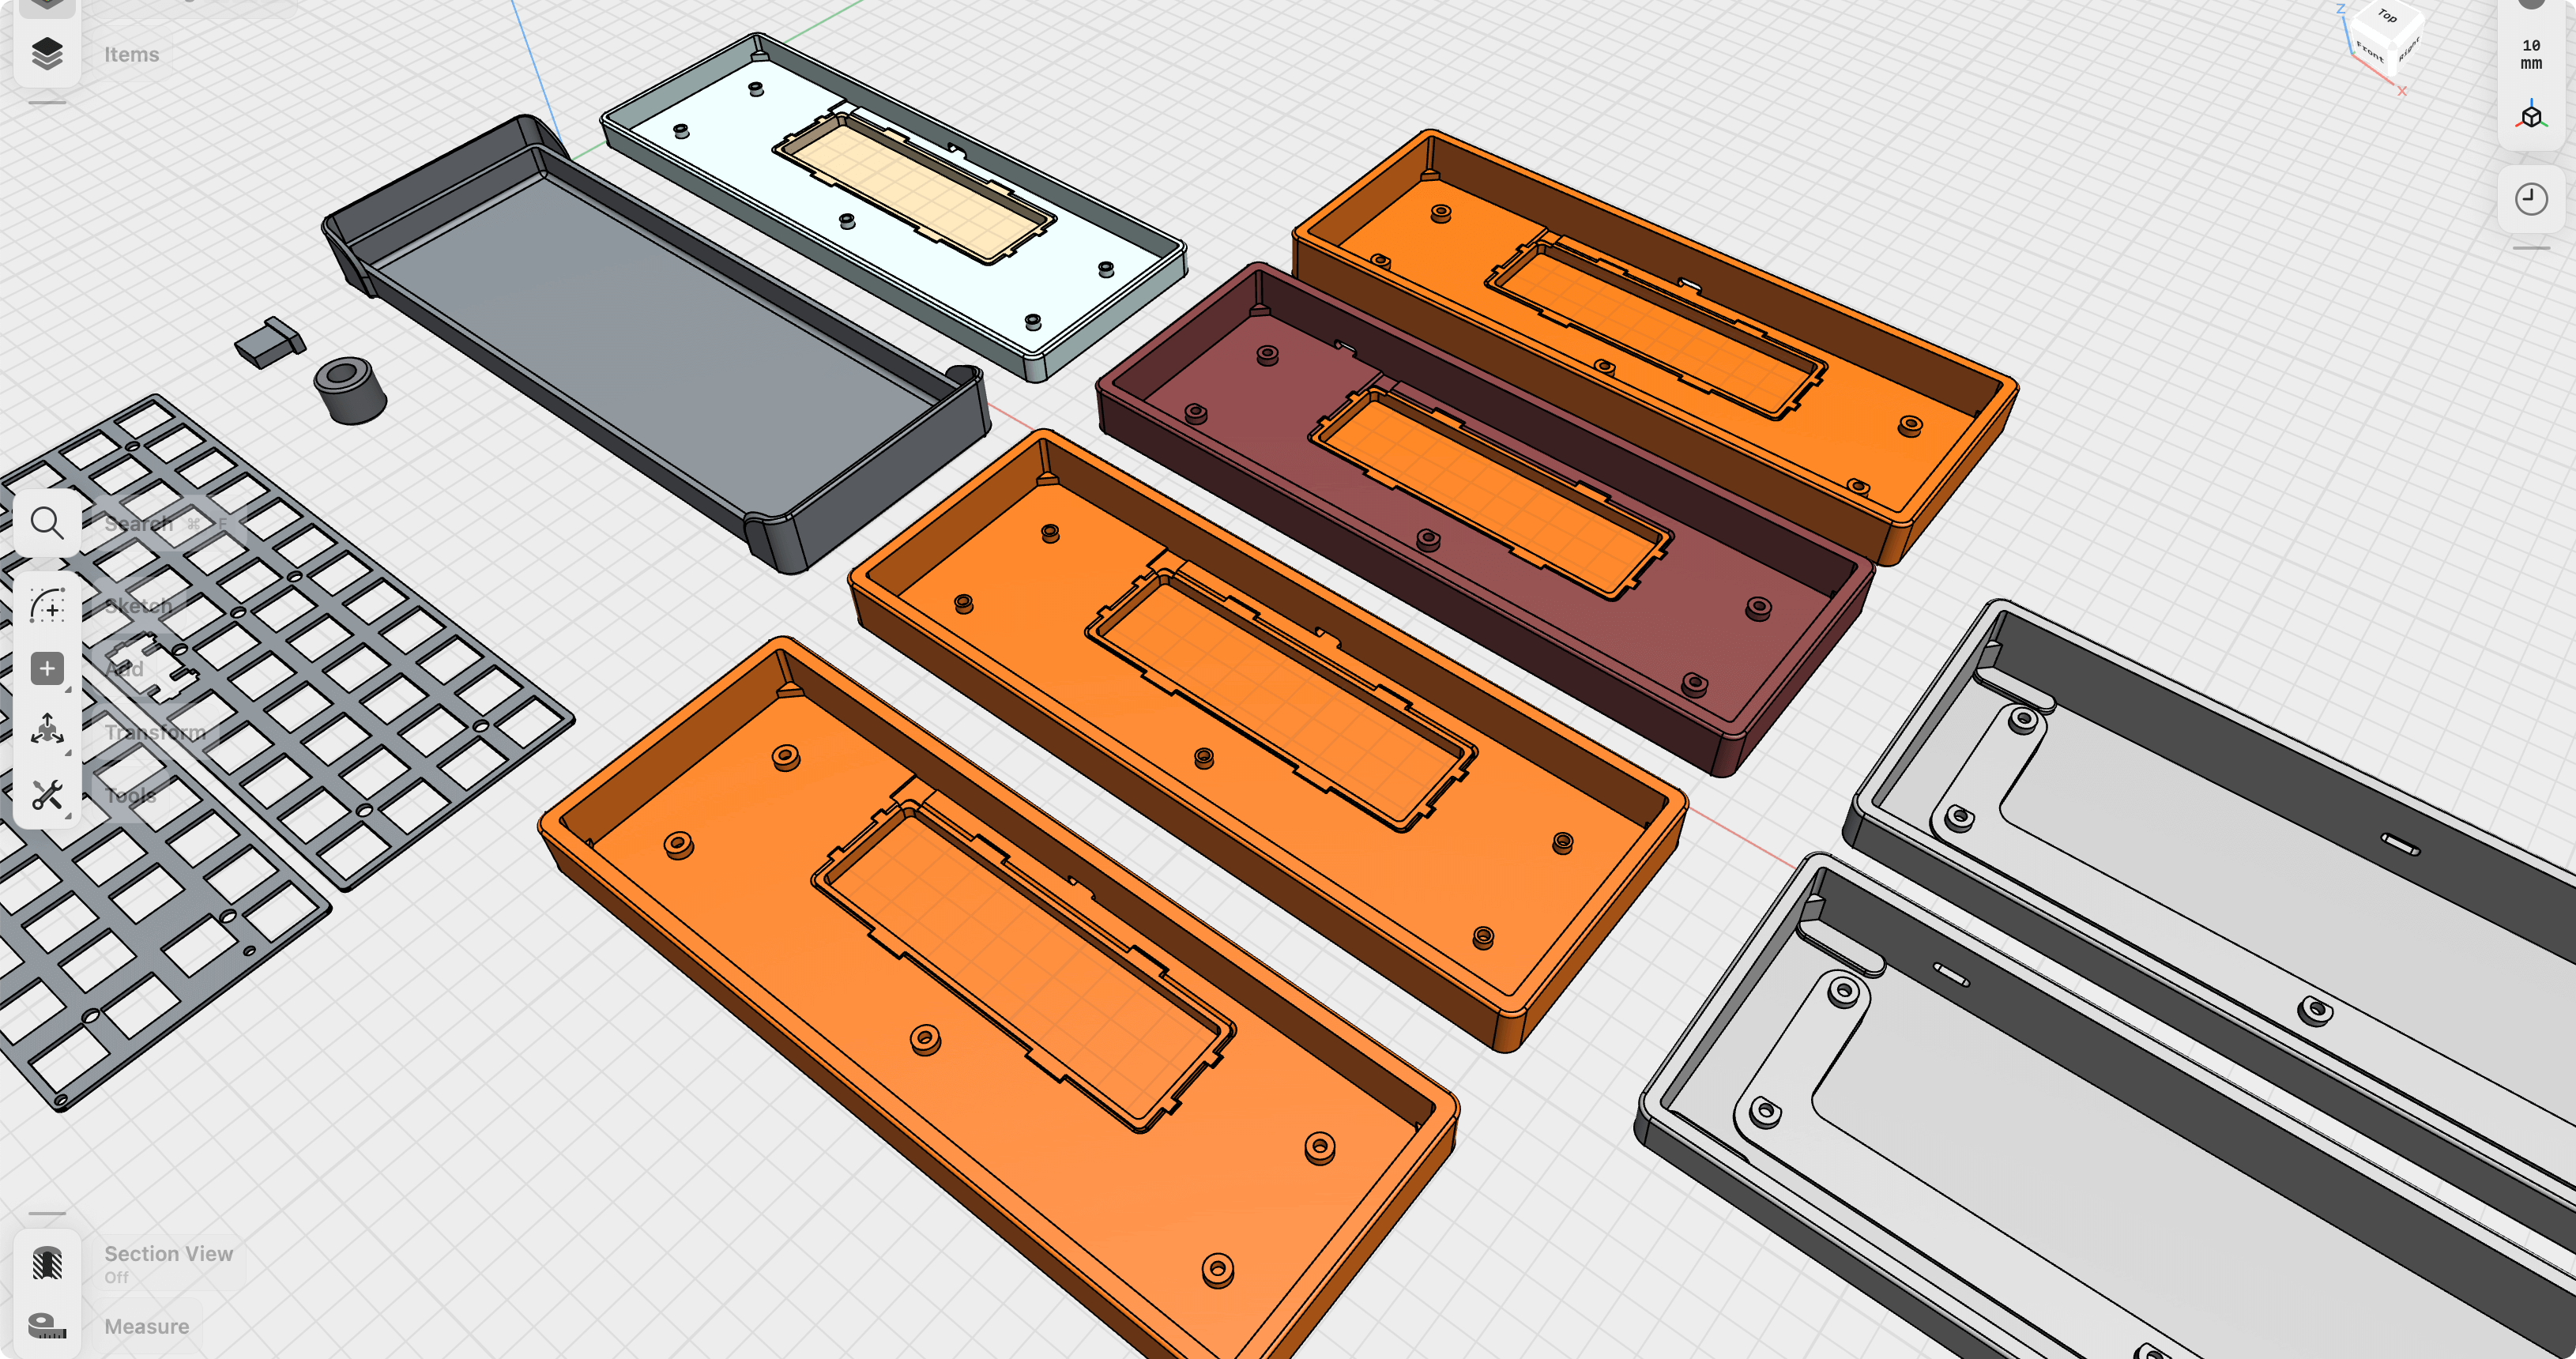 Items
Search ⌘ F
Sketch
Add
Transform
Tools
Section View
Off
Measure
Z
Top
Front
Right
X
10
mm